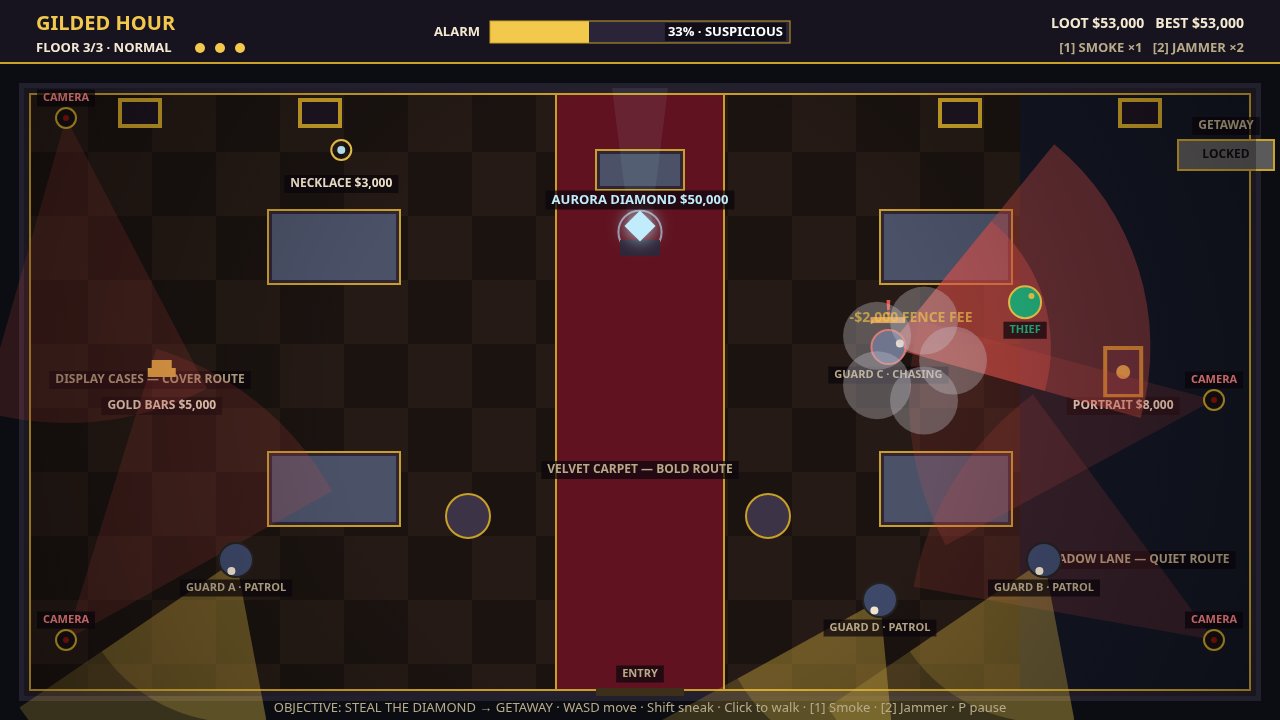 GILDED HOUR
FLOOR 3/3 · NORMAL
ALARM
33% · SUSPICIOUS
LOOT $53,000 BEST $53,000
[1] SMOKE ×1 [2] JAMMER ×2
CAMERA
GETAWAY
LOCKED
NECKLACE $3,000
AURORA DIAMOND $50,000
-$2,000 FENCE FEE
THIEF
GUARD C · CHASING
DISPLAY CASES — COVER ROUTE
GOLD BARS $5,000
CAMERA
PORTRAIT $8,000
VELVET CARPET — BOLD ROUTE
ADOW LANE — QUIET ROUTE
GUARD A · PATROL
GUARD B · PATROL
CAMERA
CAMERA
GUARD D · PATROL
ENTRY
OBJECTIVE: STEAL THE DIAMOND → GETAWAY · WASD move · Shift sneak · Click to walk · [1] Smoke · [2] Jammer · P pause